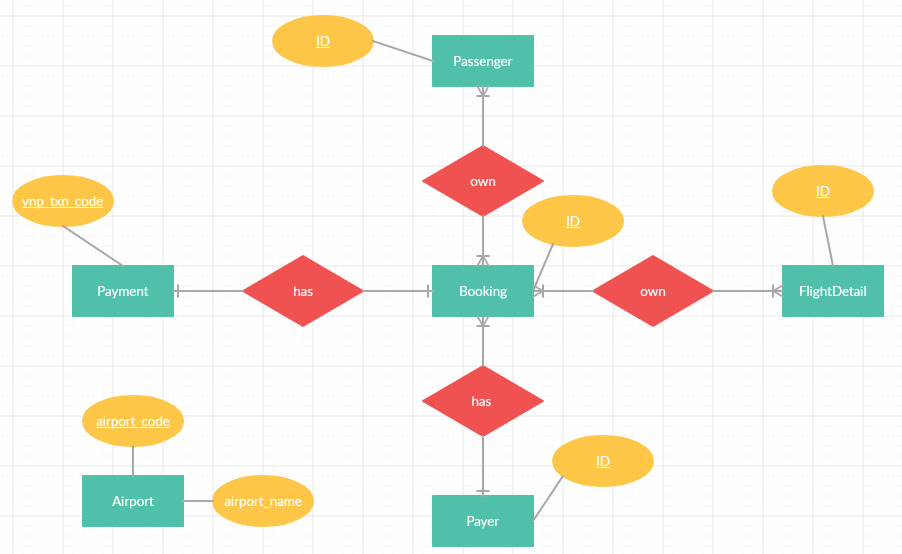 ID
Passenger
own
vnp_txn_code
ID
ID
Payment
has
Booking
own
FlightDetail
has
airport_code
ID
Airport
airport_name
Payer